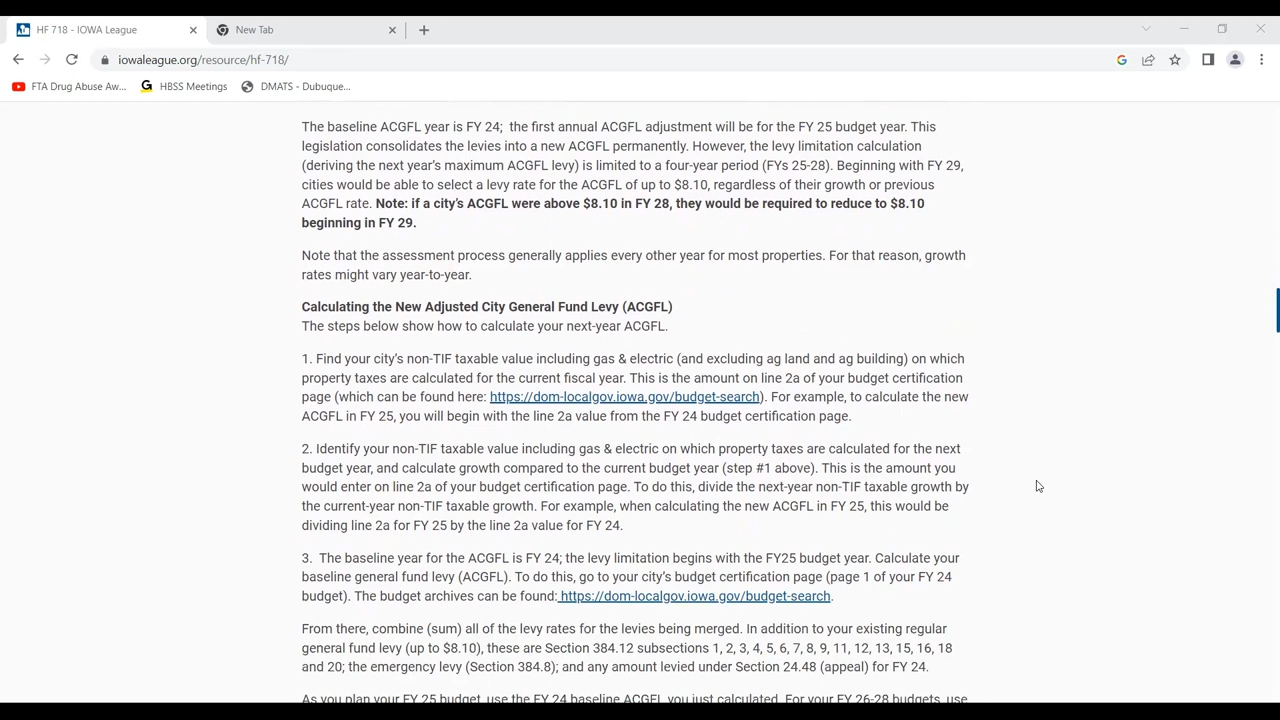 HF 718 - IOWA League
New Tab
iowaleague.org/resource/hf-718/
FTA Drug Abuse Aw...
HBSS Meetings
DMATS - Dubuque...
The baseline ACGFL year is FY 24;  the first annual ACGFL adjustment will be for the FY 25 budget year. This
legislation consolidates the levies into a new ACGFL permanently. However, the levy limitation calculation
(deriving the next year's maximum ACGFL levy) is limited to a four-year period (FYs 25-28). Beginning with FY 29,
cities would be able to select a levy rate for the ACGFL of up to $8.10, regardless of their growth or previous
ACGFL rate. Note: if a city's ACGFL were above $8.10 in FY 28, they would be required to reduce to $8.10
beginning in FY 29.
Note that the assessment process generally applies every other year for most properties. For that reason, growth
rates might vary year-to-year.
Calculating the New Adjusted City General Fund Levy (ACGFL)
The steps below show how to calculate your next-year ACGFL.
1. Find your city's non-TIF taxable value including gas & electric (and excluding ag land and ag building) on which
property taxes are calculated for the current fiscal year. This is the amount on line 2a of your budget certification
page (which can be found here: https://dom-localgov.iowa.gov/budget-search). For example, to calculate the new
ACGFL in FY 25, you will begin with the line 2a value from the FY 24 budget certification page.
2. Identify your non-TIF taxable value including gas & electric on which property taxes are calculated for the next
budget year, and calculate growth compared to the current budget year (step #1 above). This is the amount you
would enter on line 2a of your budget certification page. To do this, divide the next-year non-TIF taxable growth by
the current-year non-TIF taxable growth. For example, when calculating the new ACGFL in FY 25, this would be
dividing line 2a for FY 25 by the line 2a value for FY 24.
3.  The baseline year for the ACGFL is FY 24; the levy limitation begins with the FY25 budget year. Calculate your
baseline general fund levy (ACGFL). To do this, go to your city's budget certification page (page 1 of your FY 24
budget). The budget archives can be found: https://dom-localgov.iowa.gov/budget-search.
From there, combine (sum) all of the levy rates for the levies being merged. In addition to your existing regular
general fund levy (up to $8.10), these are Section 384.12 subsections 1, 2, 3, 4, 5, 6, 7, 8, 9, 11, 12, 13, 15, 16, 18
and 20; the emergency levy (Section 384.8); and any amount levied under Section 24.48 (appeal) for FY 24.
As you plan your FY 25 budget, use the FY 24 baseline ACGFL you just calculated. For your FY 26-28 budgets, use